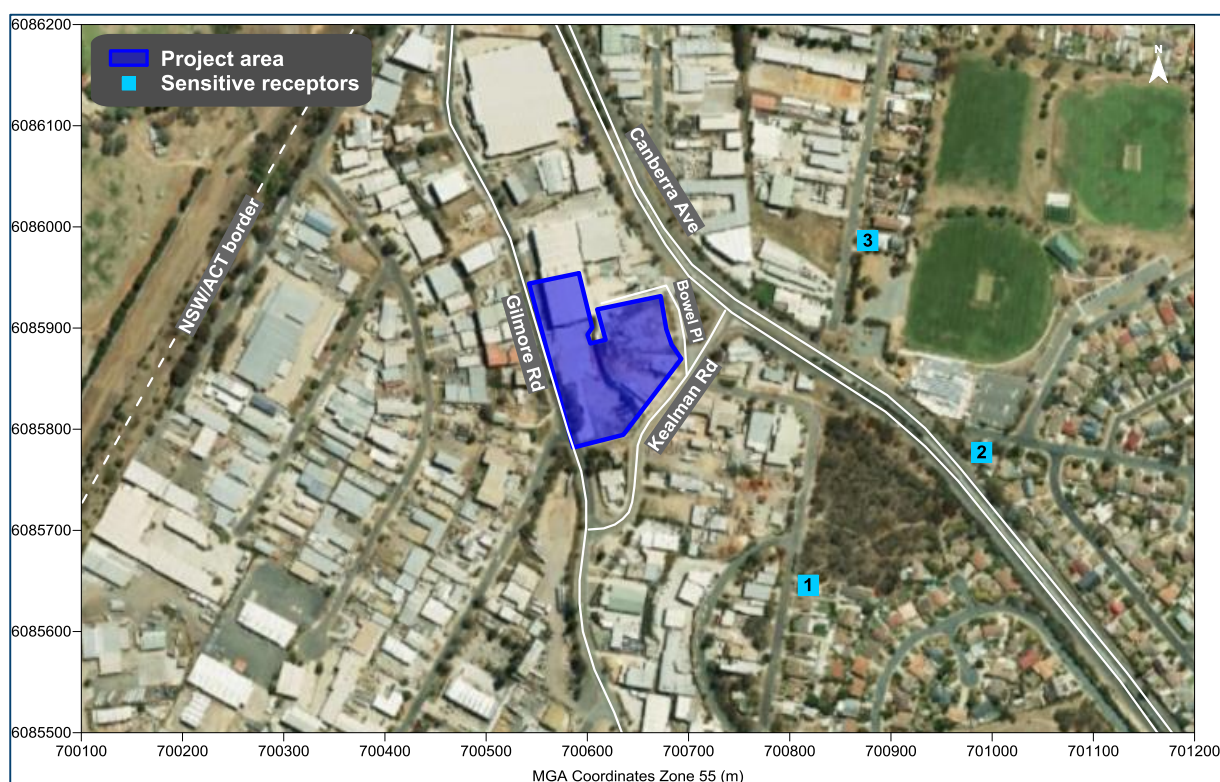 6086200
6086100
6086000
6085900
6085800
6085700
6085600
6085500
Project area
Sensitive receptors
N
NSW/ACT border
Canberra Ave
Gilmore Rd
Bowel Pl
Kealman Rd
3
2
1
700100 700200 700300 700400 700500 700600 700700 700800 700900 701000 701100 701200
MGA Coordinates Zone 55 (m)